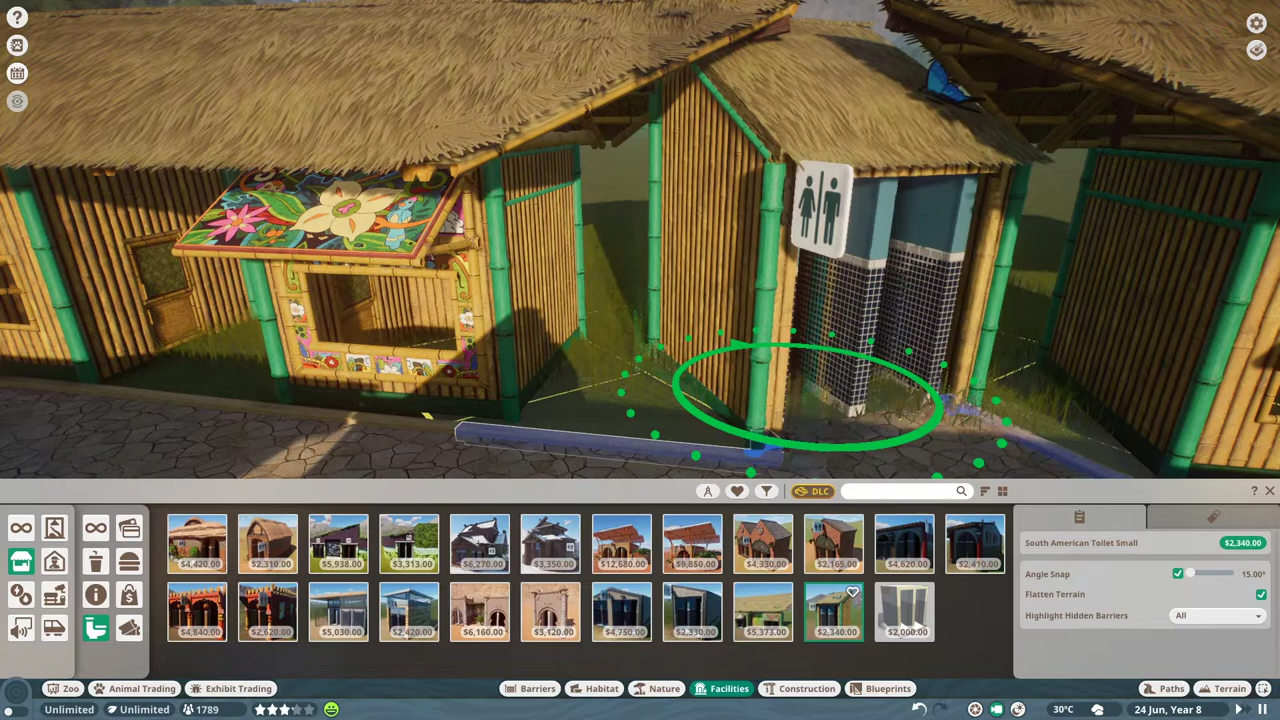 ?
DLC
? ×
$4,420.00 $2,310.00 $5,938.00 $3,313.00 $6,270.00 $3,350.00 $12,680.00 $9,850.00 $4,330.00 $2,165.00 $4,620.00 $2,410.00
$4,840.00 $2,620.00 $5,030.00 $2,420.00 $6,160.00 $3,120.00 $4,750.00 $2,330.00 $5,373.00 $2,340.00 $2,000.00
South American Toilet Small $2,340.00
Angle Snap 15.00°
Flatten Terrain
Highlight Hidden Barriers All
Zoo Animal Trading Exhibit Trading Barriers Habitat Nature Facilities Construction Blueprints Paths Terrain
Unlimited Unlimited 1789 30°C 24 Jun, Year 8